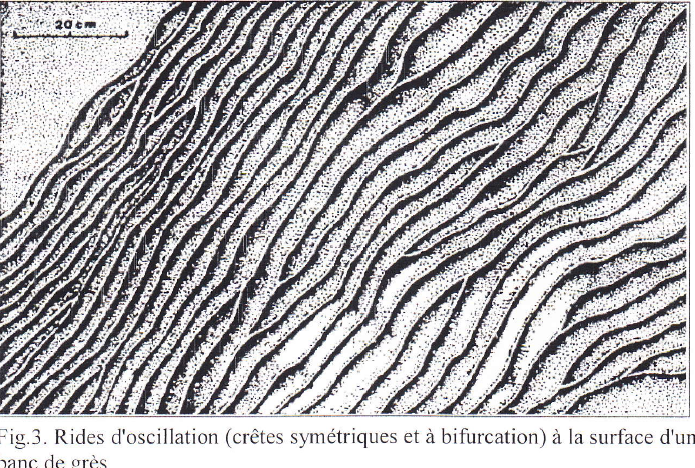 20 cm
Fig.3. Rides d'oscillation (crêtes symétriques et à bifurcation) à la surface d'un
banc de grès